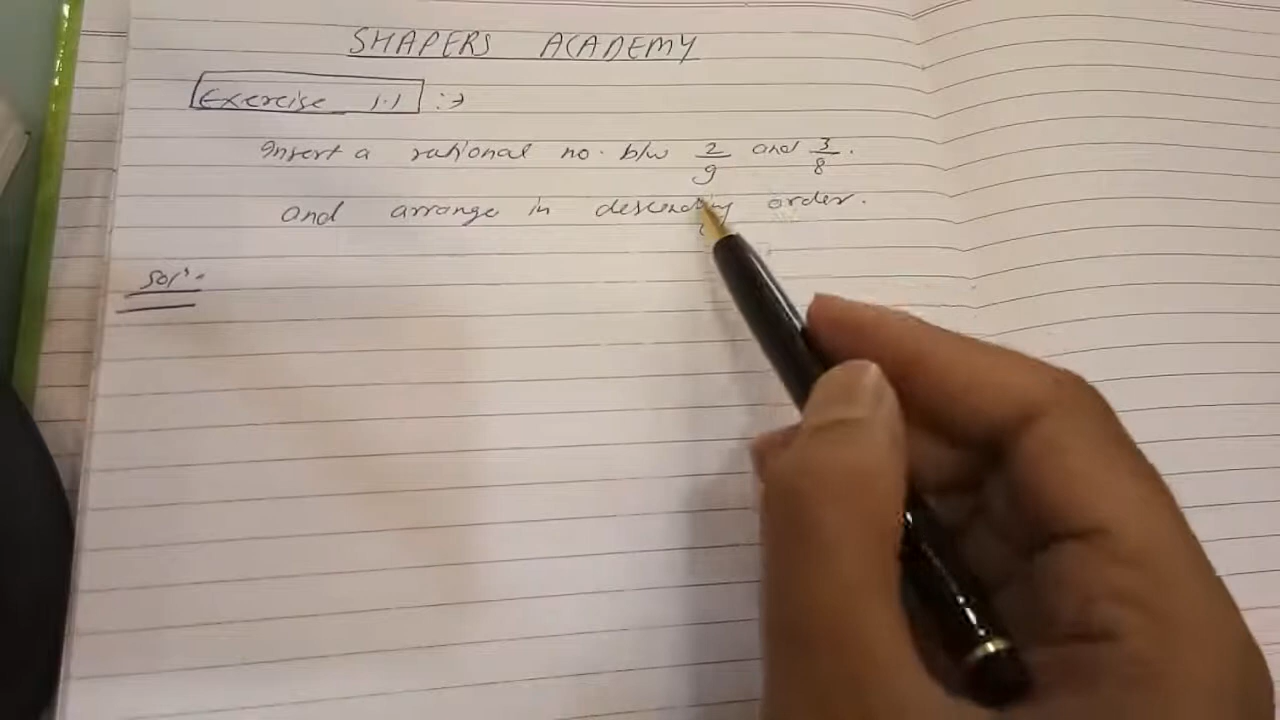 SHAPERS ACADEMY
Exercise 1.1 :→
Insert a rational no. b/w 2/9 and 3/8.
and arrange in descending order.
Sol:-